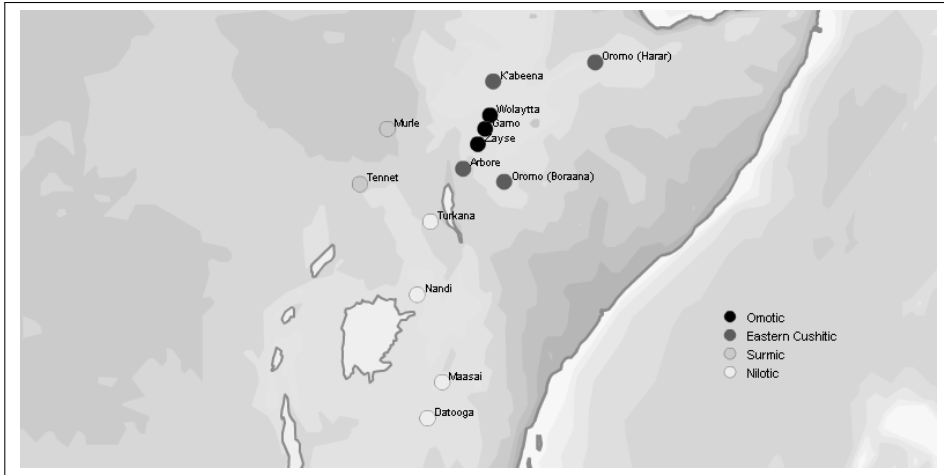 Oromo (Harar)
K'abeena
Wolaytta
Gamo
Murle
Zayse
Arbore
Tennet
Oromo (Boraana)
Turkana
Nandi
Omotic
Eastern Cushitic
Surmic
Nilotic
Maasai
Datooga